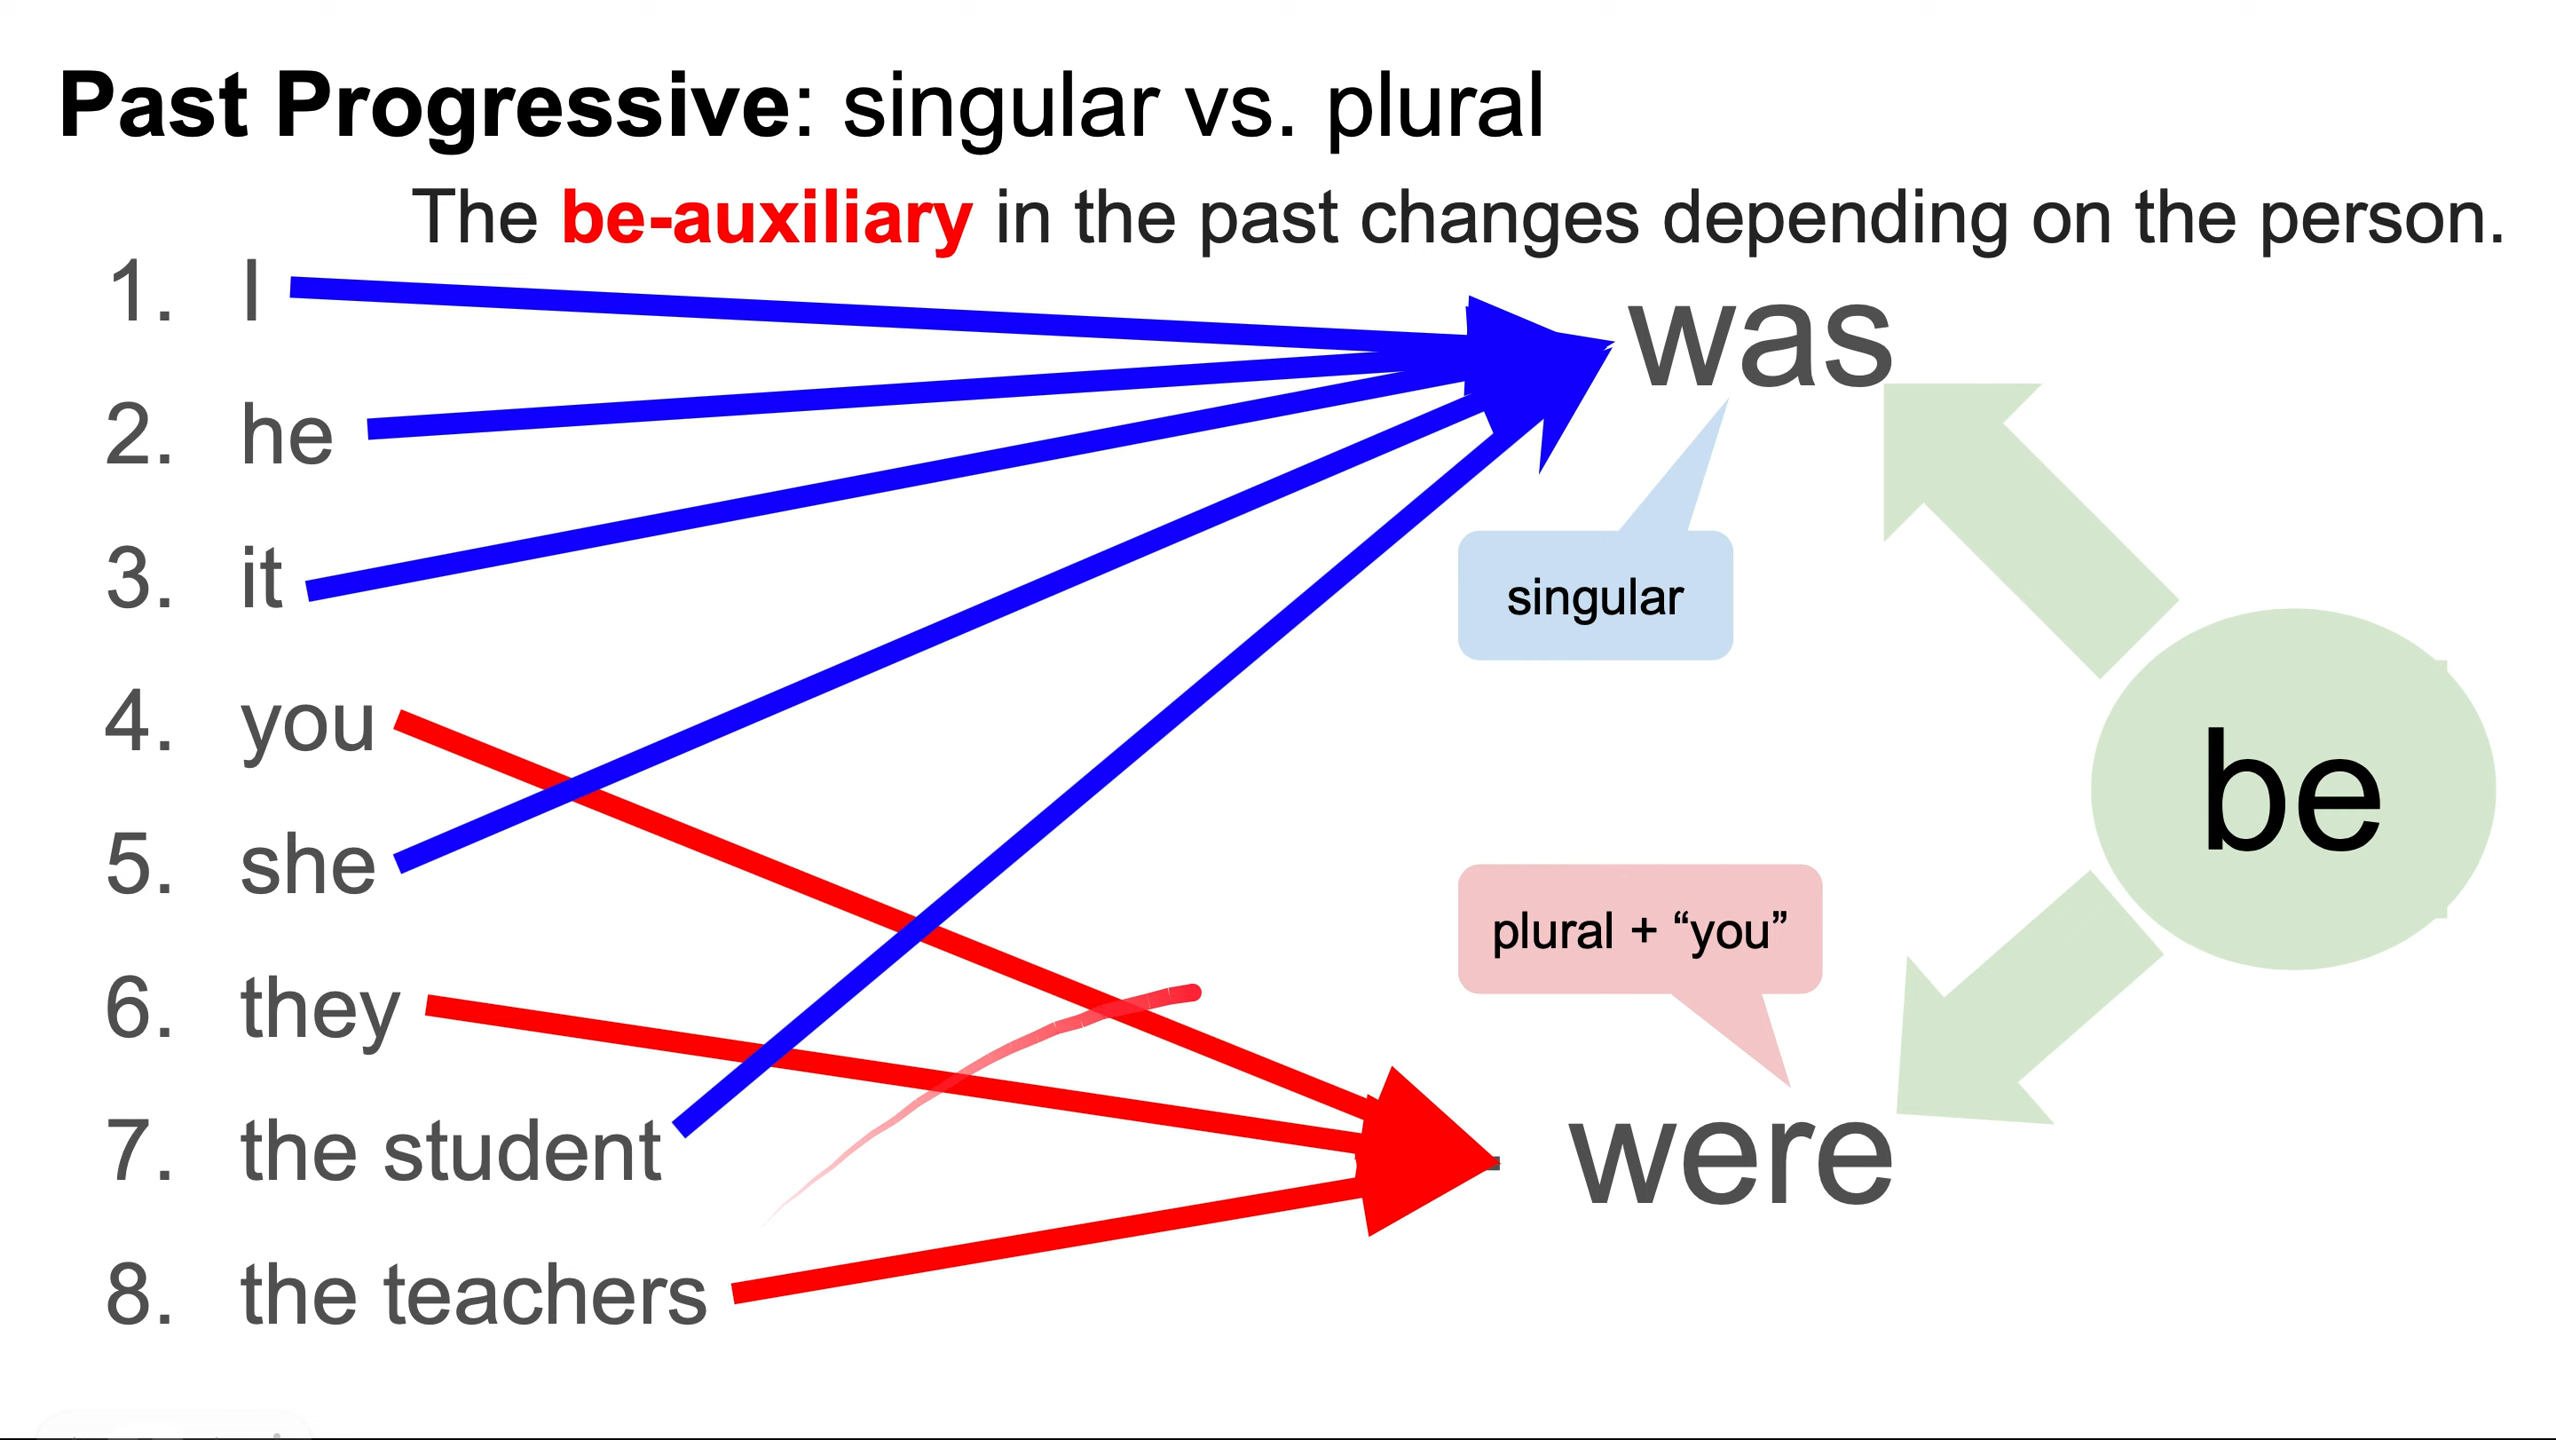 Past Progressive: singular vs. plural
The be-auxiliary in the past changes depending on the person.
1. I
was
2. he
3. it
singular
4. you
be
5. she
plural + “you”
6. they
7. the student
were
8. the teachers